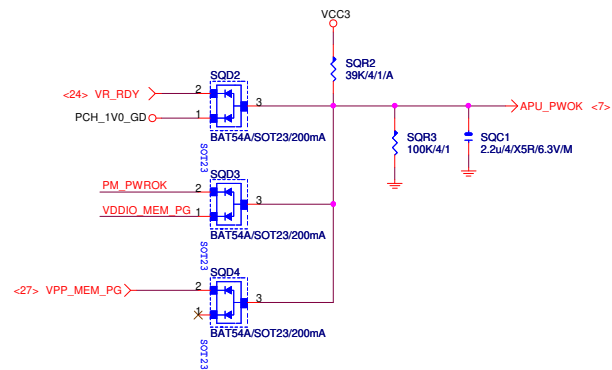 VCC3
SQR2
39K/4/1/A
SQD2
<24> VR_RDY
2
3
APU_PWOK <7>
PCH_1V0_GD
1
BAT54A/SOT23/200mA
SOT23
SQR3
100K/4/1
SQC1
2.2u/4/X5R/6.3V/M
SQD3
PM_PWROK
2
3
VDDIO_MEM_PG
1
BAT54A/SOT23/200mA
SOT23
SQD4
<27> VPP_MEM_PG
2
3
1
BAT54A/SOT23/200mA
SOT23